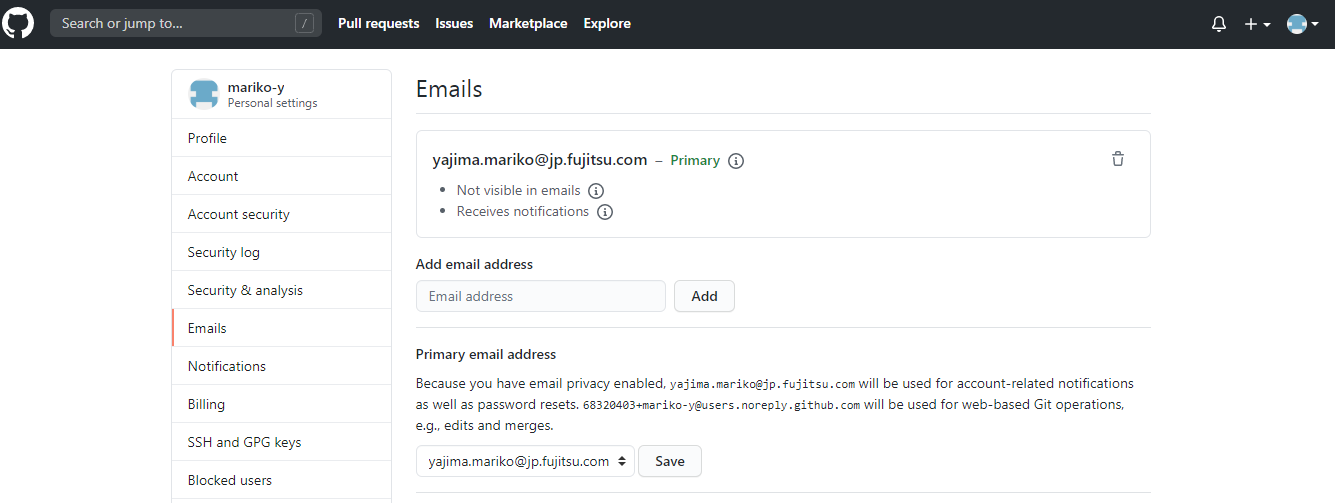 Search or jump to... /
Pull requests Issues Marketplace Explore
mariko-y
Personal settings
Profile
Account
Account security
Security log
Security & analysis
Emails
Notifications
Billing
SSH and GPG keys
Blocked users
Emails
yajima.mariko@jp.fujitsu.com – Primary
• Not visible in emails
• Receives notifications
Add email address
Email address Add
Primary email address
Because you have email privacy enabled, yajima.mariko@jp.fujitsu.com will be used for account-related notifications
as well as password resets. 68320403+mariko-y@users.noreply.github.com will be used for web-based Git operations,
e.g., edits and merges.
yajima.mariko@jp.fujitsu.com Save